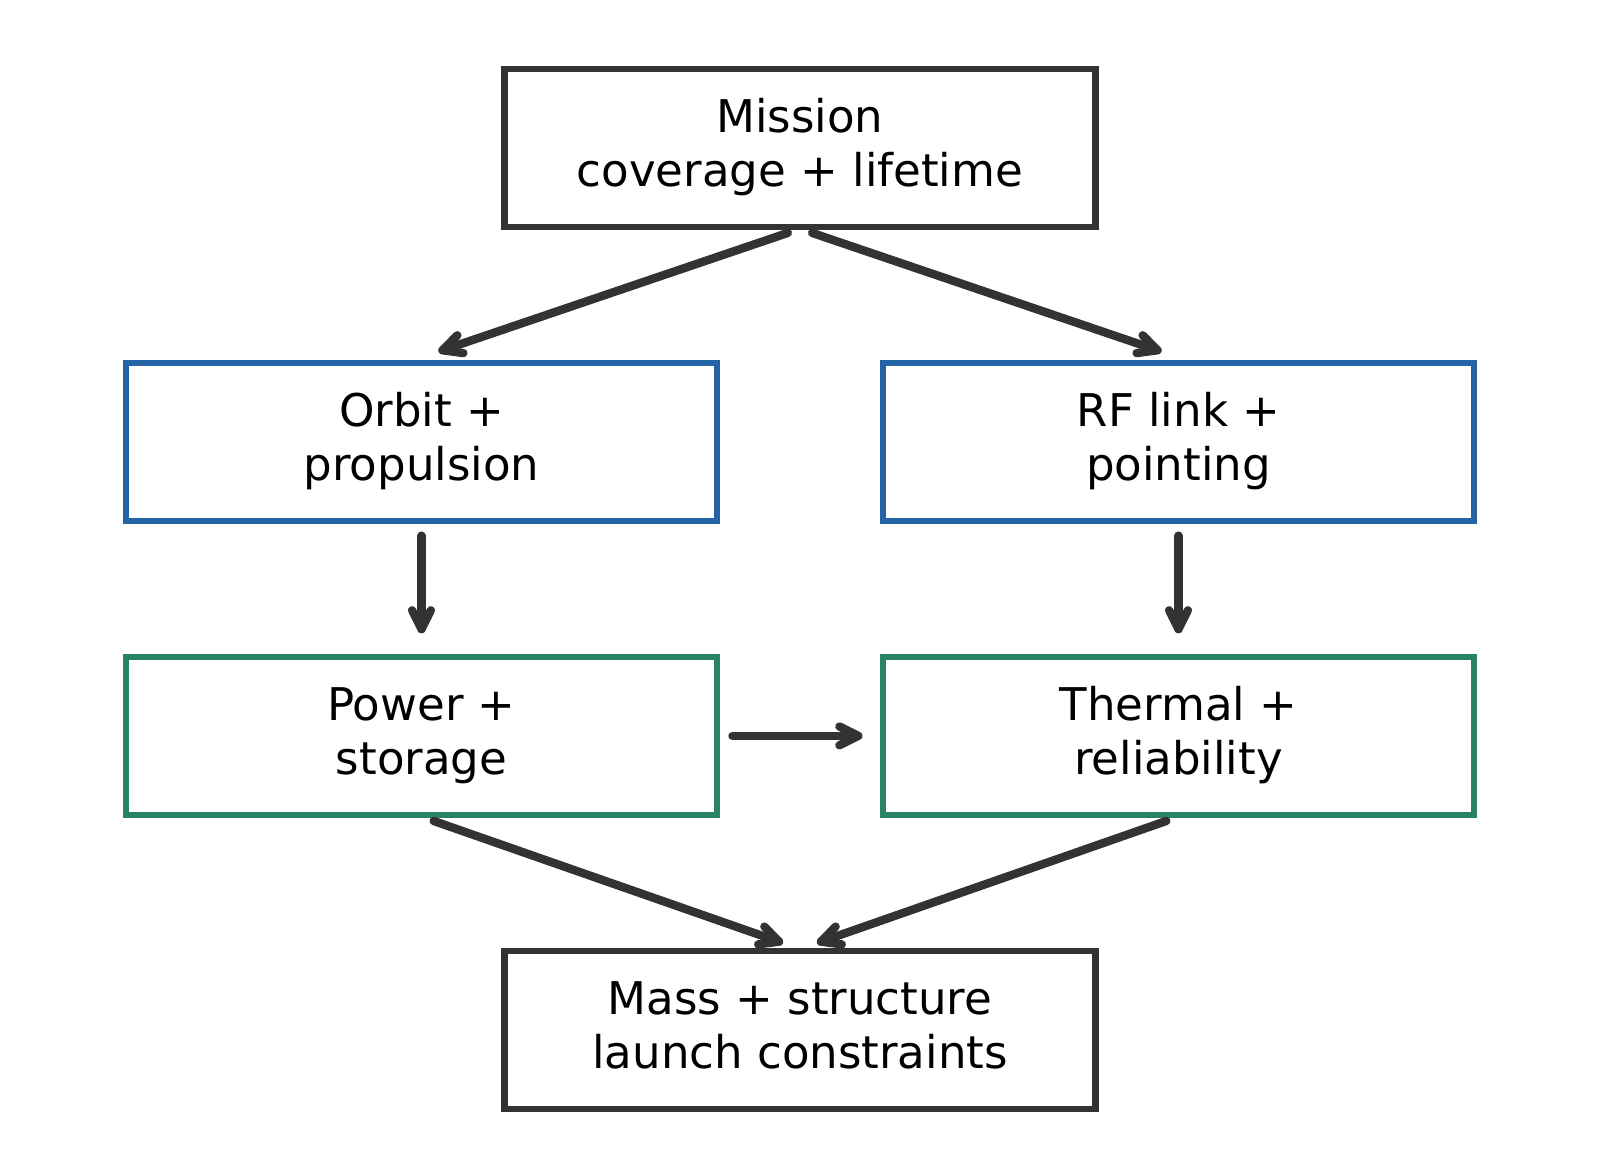 Mission
coverage + lifetime
Orbit +
propulsion
RF link +
pointing
Power +
storage
Thermal +
reliability
Mass + structure
launch constraints